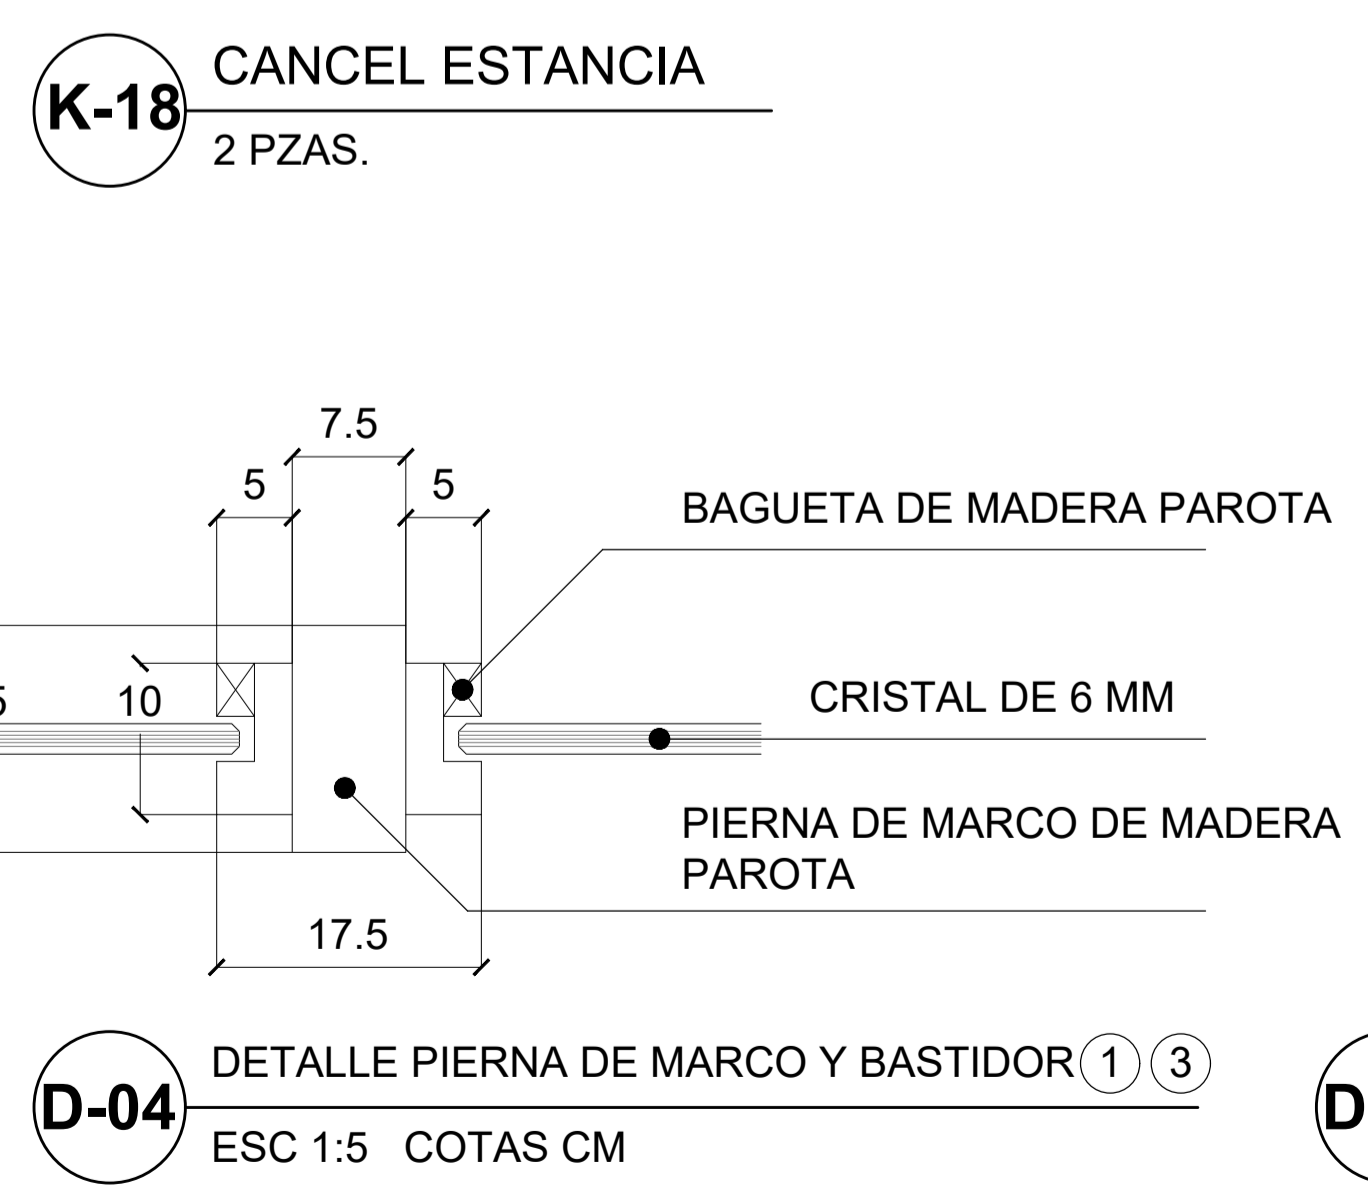 K-18
CANCEL ESTANCIA
2 PZAS.
7.5
5
5
BAGUETA DE MADERA PAROTA
10
CRISTAL DE 6 MM
PIERNA DE MARCO DE MADERA
PAROTA
17.5
D-04
DETALLE PIERNA DE MARCO Y BASTIDOR 1 3
ESC 1:5 COTAS CM
D